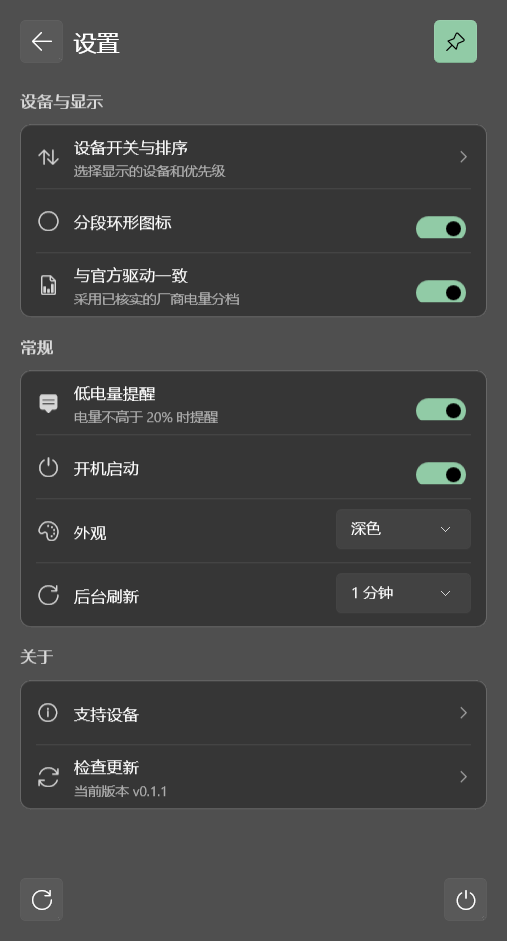 设置
设备与显示
设备开关与排序
选择显示的设备和优先级
分段环形图标
与官方驱动一致
采用已核实的厂商电量分档
常规
低电量提醒
电量不高于 20% 时提醒
开机启动
外观
深色
后台刷新
1 分钟
关于
支持设备
检查更新
当前版本 v0.1.1